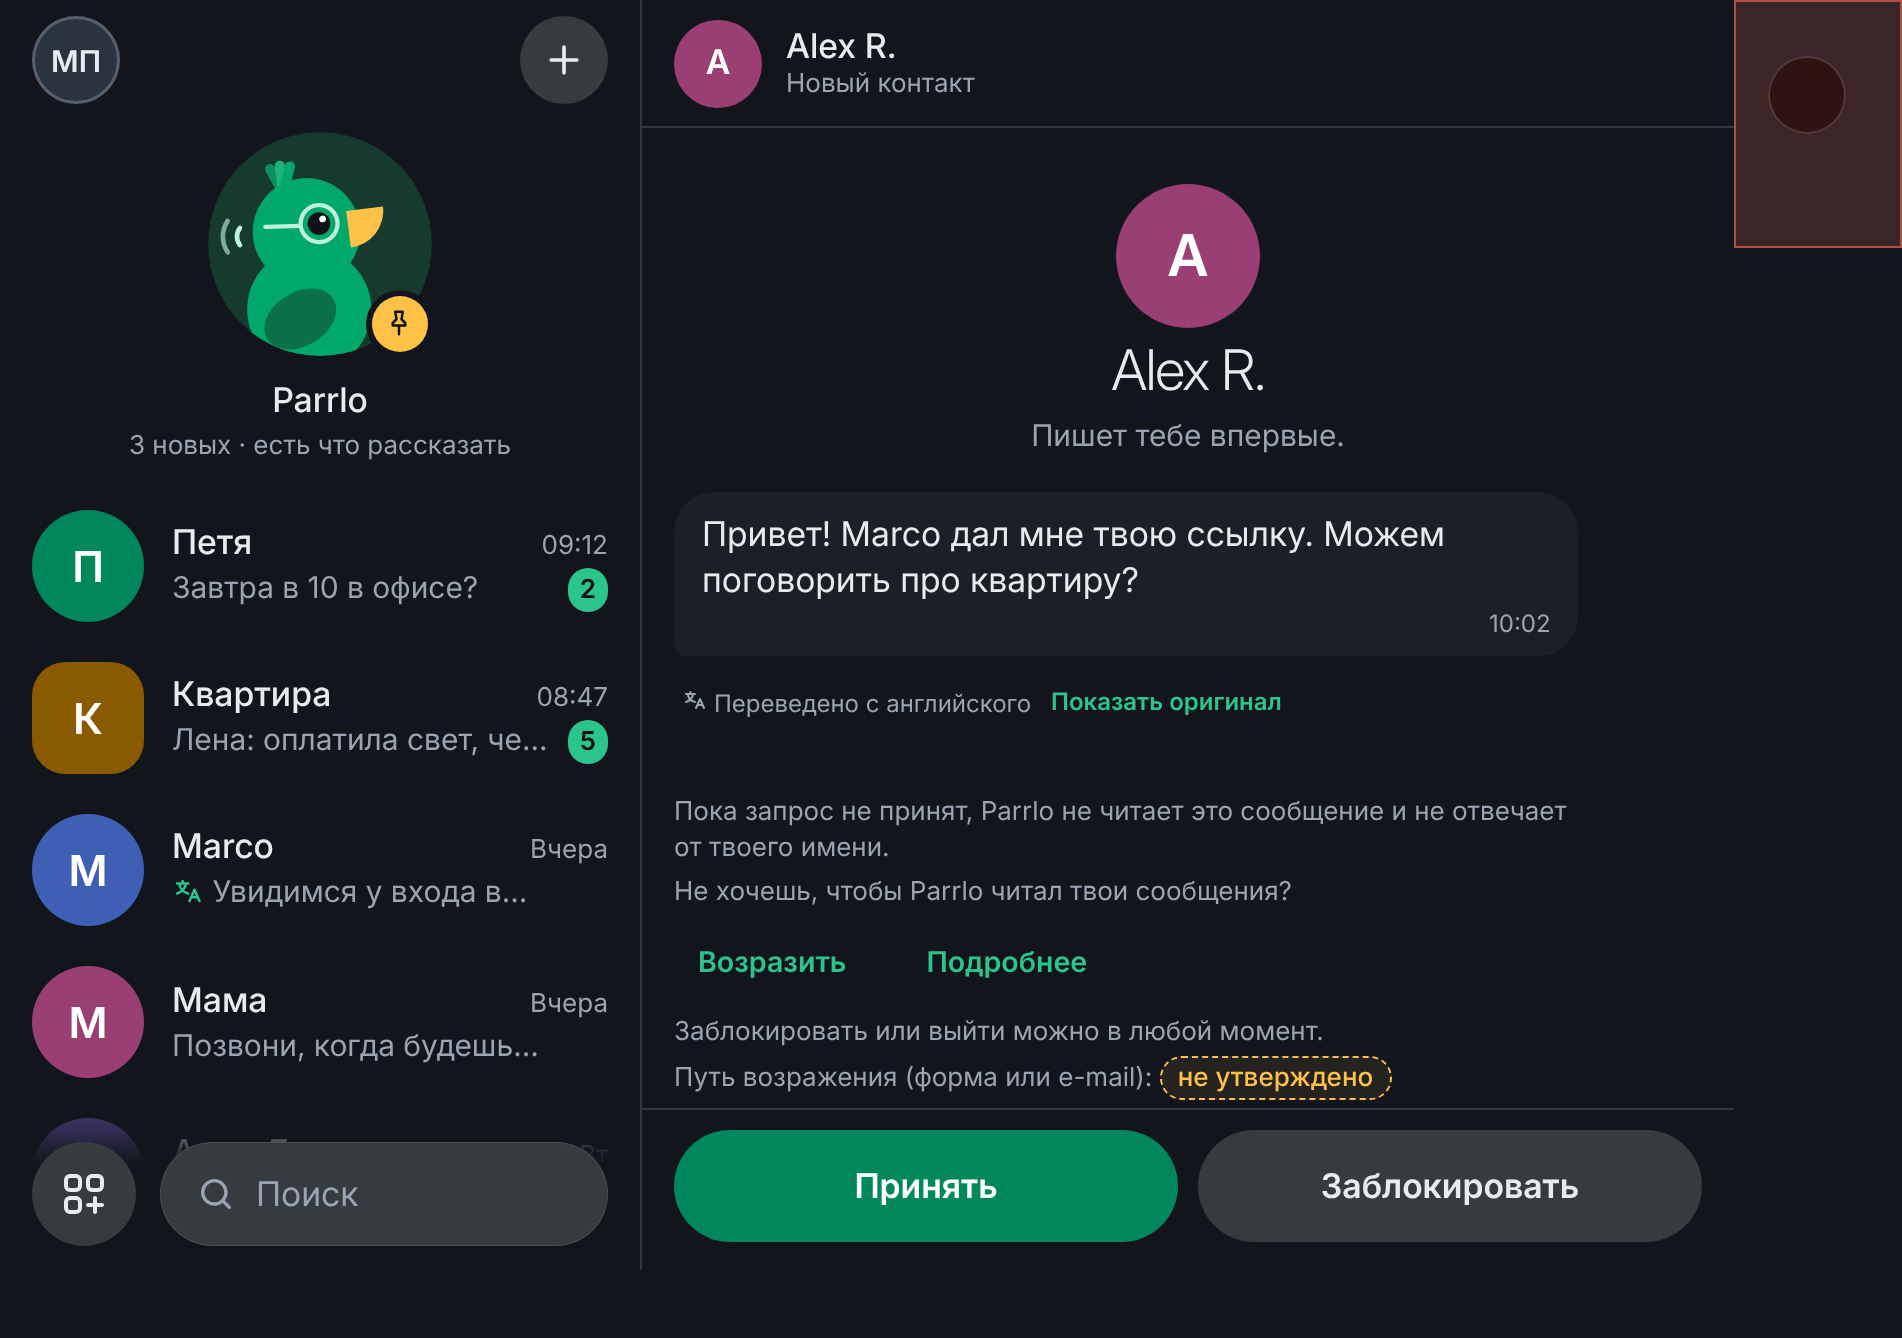 МП
Parrlo
3 новых · есть что рассказать
Петя 09:12
Завтра в 10 в офисе? 2
К
Квартира 08:47
Лена: оплатила свет, че... 5
М
Marco Вчера
Увидимся у входа в...
М
Мама Вчера
Позвони, когда будешь...
П
Поиск
A
Alex R.
Новый контакт
A
Alex R.
Пишет тебе впервые.
Привет! Marco дал мне твою ссылку. Можем
поговорить про квартиру?
10:02
Переведено с английского Показать оригинал
Пока запрос не принят, Parrlo не читает это сообщение и не отвечает
от твоего имени.
Не хочешь, чтобы Parrlo читал твои сообщения?
Возразить Подробнее
Заблокировать или выйти можно в любой момент.
Путь возражения (форма или e-mail): не утверждено
Принять Заблокировать